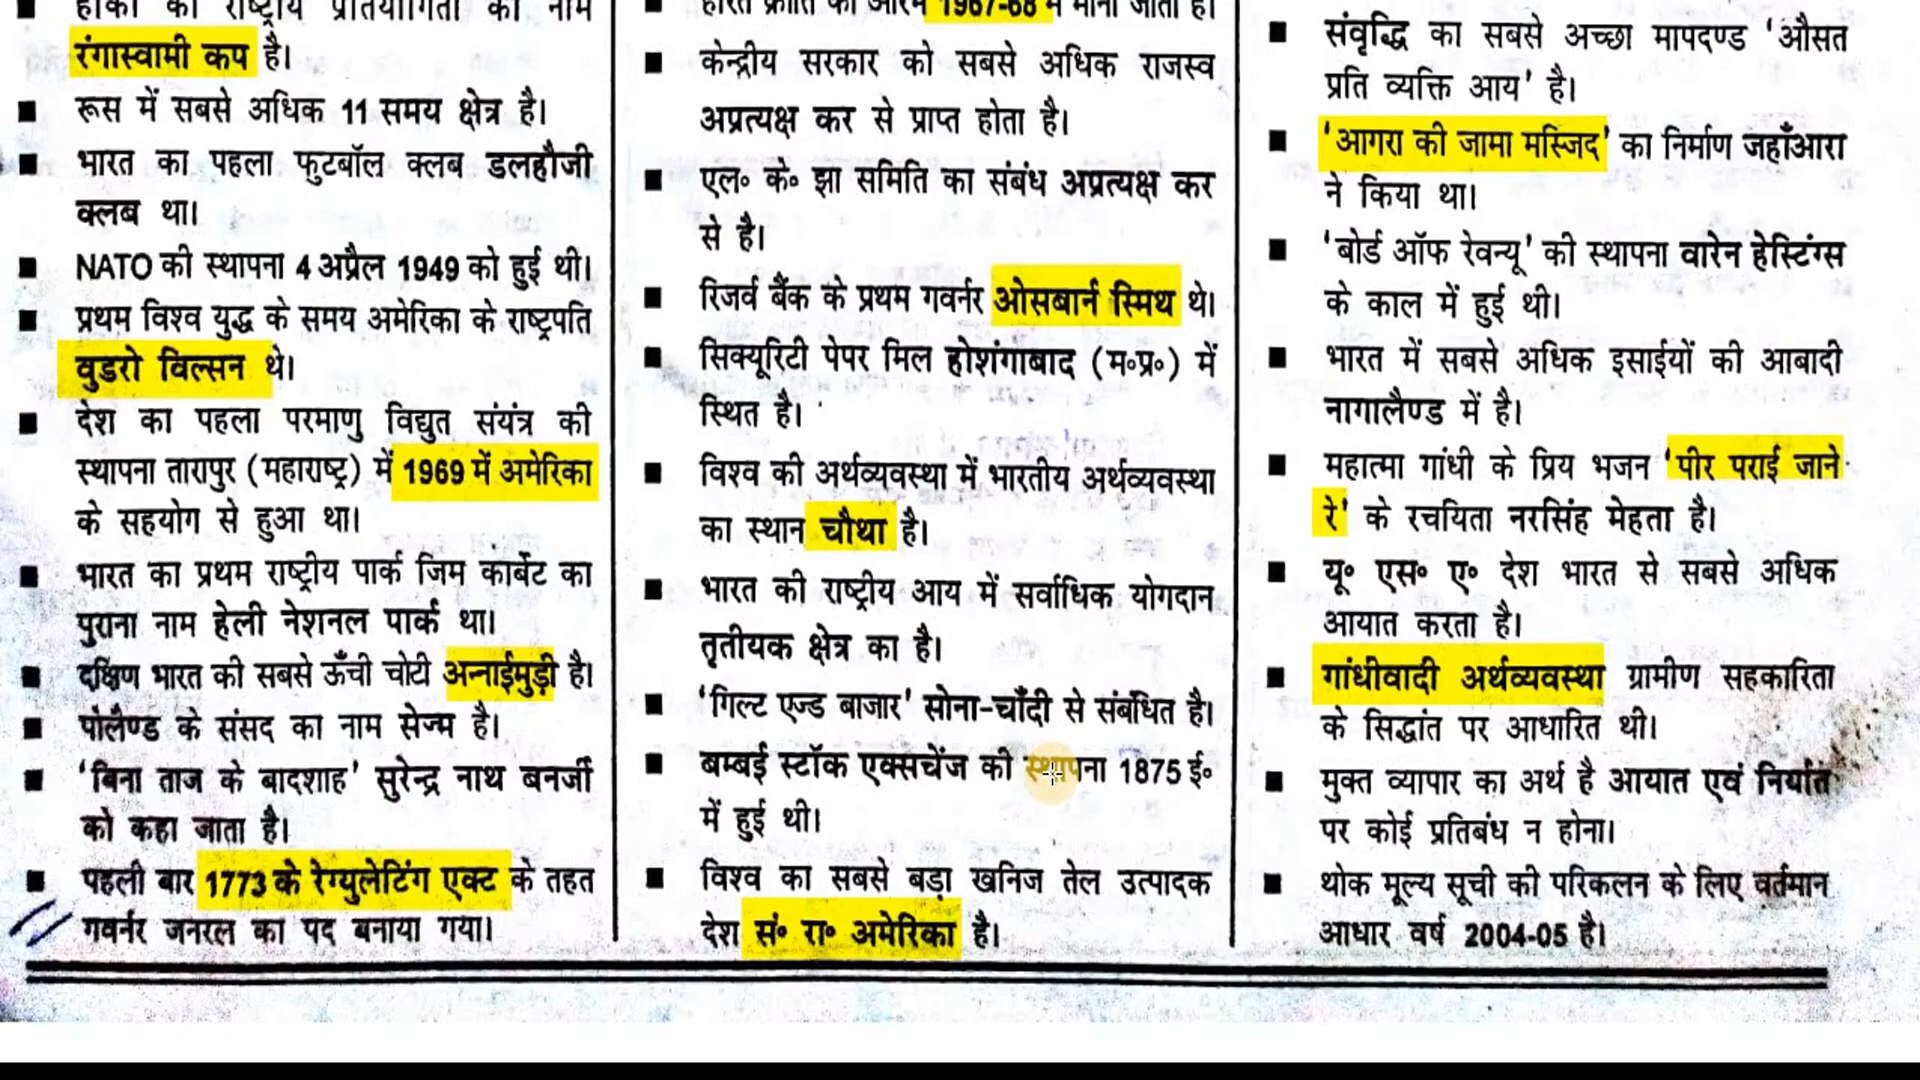 हॉकी की राष्ट्रीय प्रतियोगिता का नाम
रंगास्वामी कप है।
■ रूस में सबसे अधिक 11 समय क्षेत्र है।
■ भारत का पहला फुटबॉल क्लब डलहौजी
क्लब था।
■ NATO की स्थापना 4 अप्रैल 1949 को हुई थी।
■ प्रथम विश्व युद्ध के समय अमेरिका के राष्ट्रपति
वुडरो विल्सन थे।
■ देश का पहला परमाणु विद्युत संयंत्र की
स्थापना तारापुर (महाराष्ट्र) में 1969 में अमेरिका
के सहयोग से हुआ था।
■ भारत का प्रथम राष्ट्रीय पार्क जिम कार्बेट का
पुराना नाम हेली नेशनल पार्क था।
■ दक्षिण भारत की सबसे ऊँची चोटी अन्नाईमुड़ी है।
■ पोलैण्ड के संसद का नाम सेज्म है।
■ 'बिना ताज के बादशाह' सुरेन्द्र नाथ बनर्जी
को कहा जाता है।
■ पहली बार 1773 के रेग्युलेटिंग एक्ट के तहत
गवर्नर जनरल का पद बनाया गया।
■ हरित क्रांति का आरंभ 1967-68 में माना जाता है।
■ केन्द्रीय सरकार को सबसे अधिक राजस्व
अप्रत्यक्ष कर से प्राप्त होता है।
■ एल० के० झा समिति का संबंध अप्रत्यक्ष कर
से है।
■ रिजर्व बैंक के प्रथम गवर्नर ओसबार्न स्मिथ थे।
■ सिक्यूरिटी पेपर मिल होशंगाबाद (म०प्र०) में
स्थित है।
■ विश्व की अर्थव्यवस्था में भारतीय अर्थव्यवस्था
का स्थान चौथा है।
■ भारत की राष्ट्रीय आय में सर्वाधिक योगदान
तृतीयक क्षेत्र का है।
■ 'गिल्ट एज्ड बाजार' सोना-चाँदी से संबंधित है।
■ बम्बई स्टॉक एक्सचेंज की स्थापना 1875 ई०
में हुई थी।
■ विश्व का सबसे बड़ा खनिज तेल उत्पादक
देश सं० रा० अमेरिका है।
■ संवृद्धि का सबसे अच्छा मापदण्ड 'औसत
प्रति व्यक्ति आय' है।
■ 'आगरा की जामा मस्जिद' का निर्माण जहाँआरा
ने किया था।
■ 'बोर्ड ऑफ रेवन्यू' की स्थापना वारेन हेस्टिंग्स
के काल में हुई थी।
■ भारत में सबसे अधिक इसाईयों की आबादी
नागालैण्ड में है।
■ महात्मा गांधी के प्रिय भजन 'पीर पराई जाने
रे' के रचयिता नरसिंह मेहता है।
■ यू० एस० ए० देश भारत से सबसे अधिक
आयात करता है।
■ गांधीवादी अर्थव्यवस्था ग्रामीण सहकारिता
के सिद्धांत पर आधारित थी।
■ मुक्त व्यापार का अर्थ है आयात एवं निर्यात
पर कोई प्रतिबंध न होना।
■ थोक मूल्य सूची की परिकलन के लिए वर्तमान
आधार वर्ष 2004-05 है।